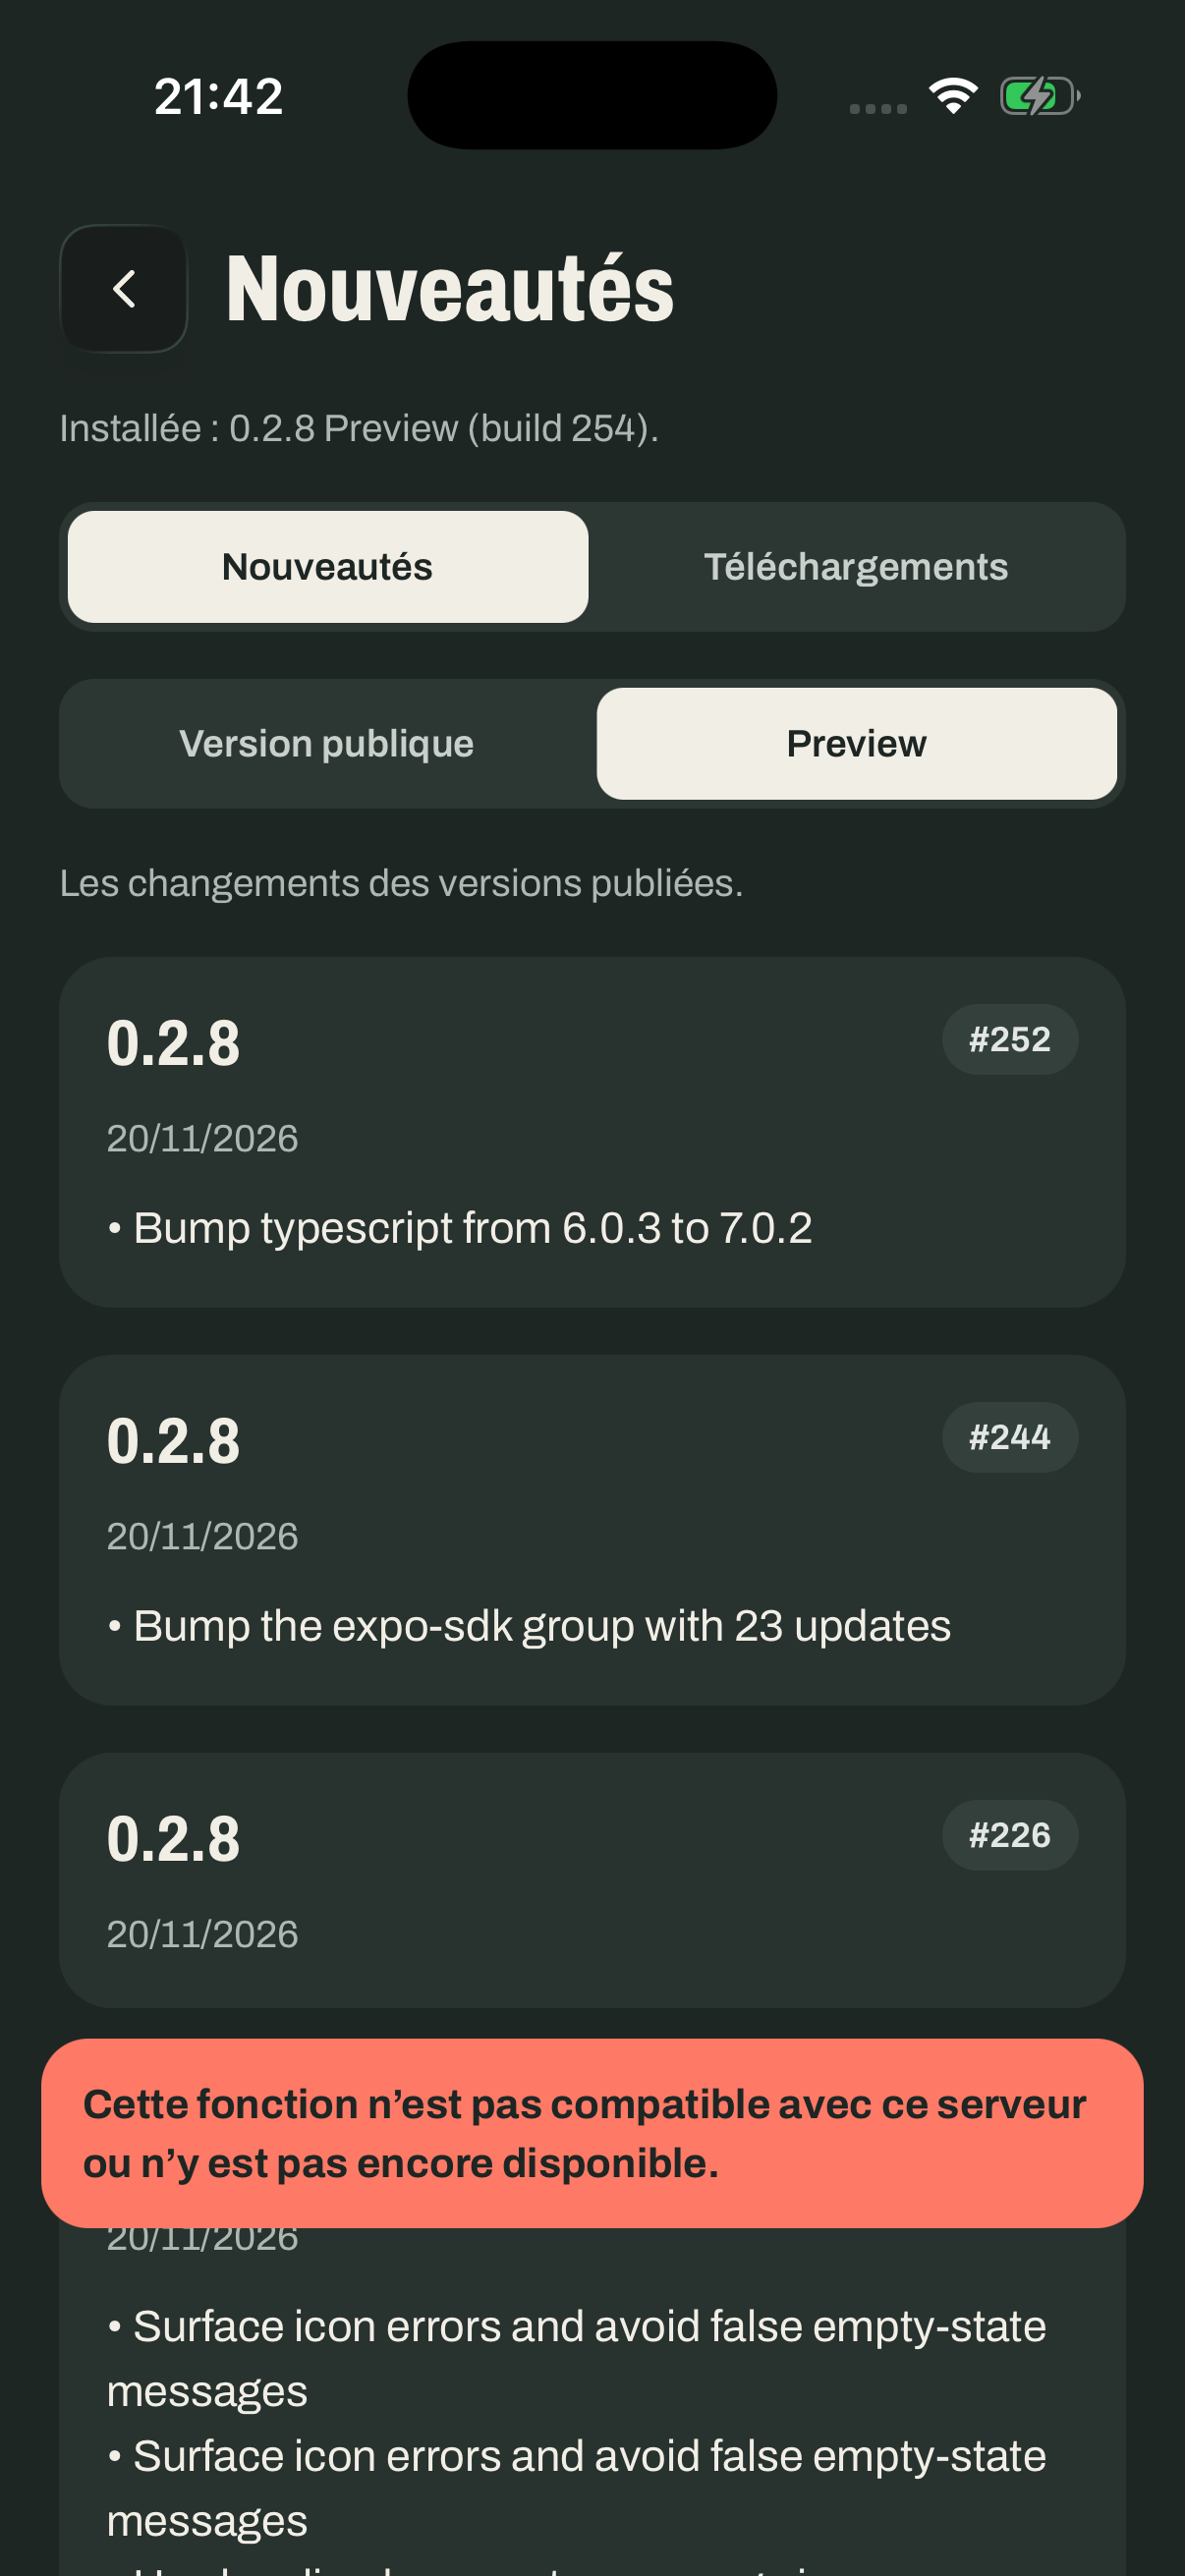 21:42
Nouveautés
Installée : 0.2.8 Preview (build 254).
Nouveautés
Téléchargements
Version publique
Preview
Les changements des versions publiées.
0.2.8
#252
20/11/2026
• Bump typescript from 6.0.3 to 7.0.2
0.2.8
#244
20/11/2026
• Bump the expo-sdk group with 23 updates
0.2.8
#226
20/11/2026
Cette fonction n’est pas compatible avec ce serveur
ou n’y est pas encore disponible.
20/11/2026
• Surface icon errors and avoid false empty-state
messages
• Surface icon errors and avoid false empty-state
messages